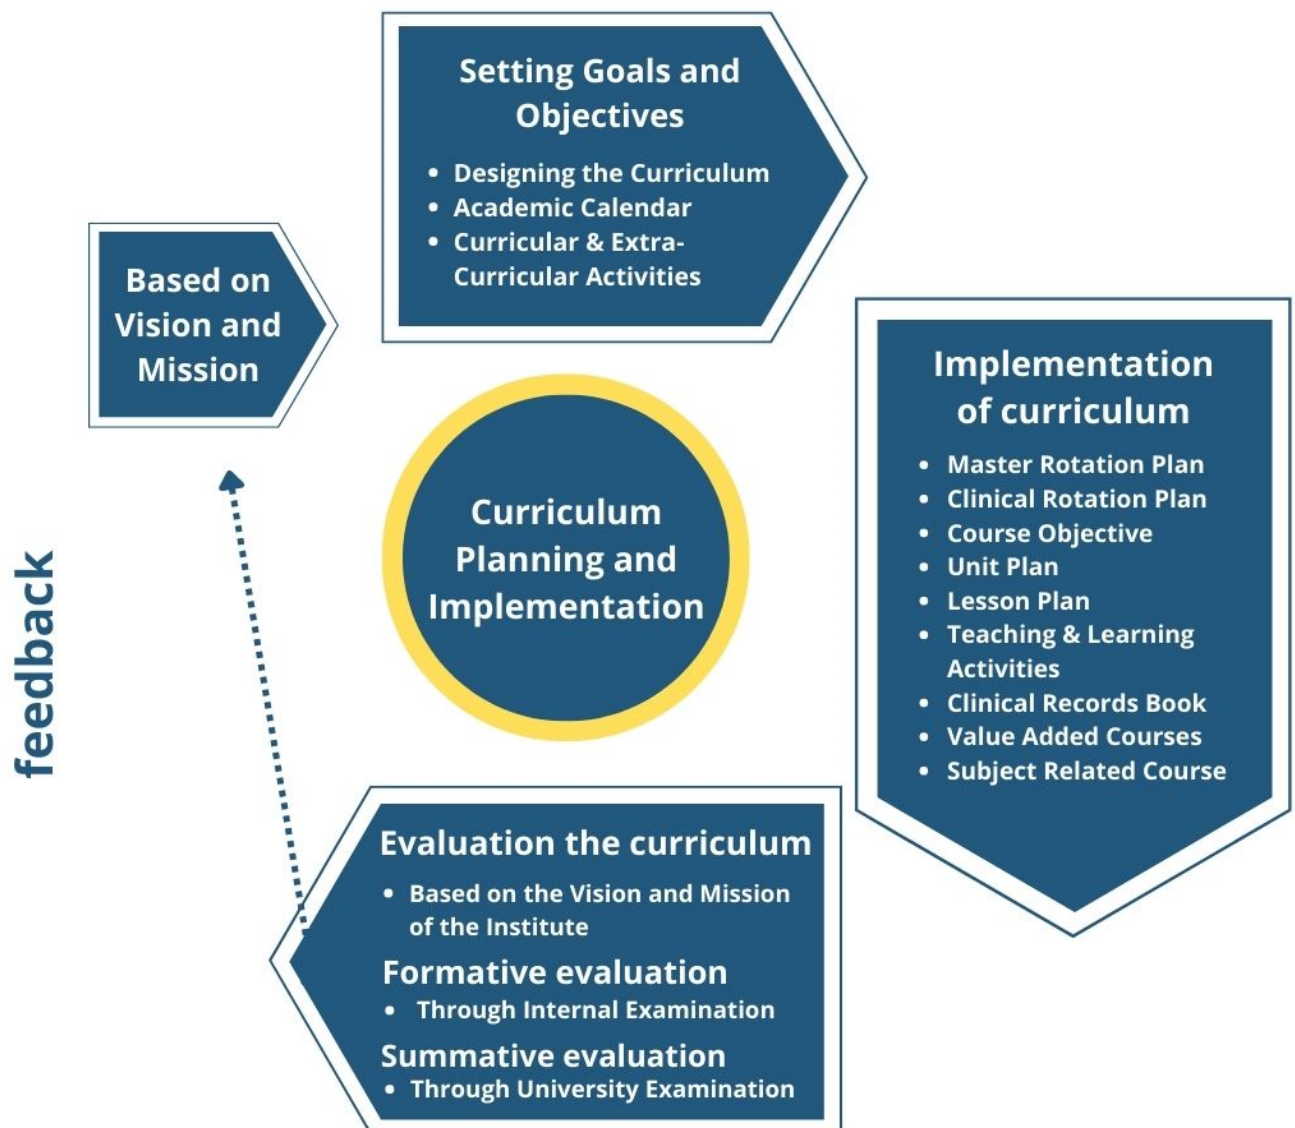 Setting Goals and
Objectives
• Designing the Curriculum
• Academic Calendar
• Curricular & Extra-
Curricular Activities
Based on
Vision and
Mission
Implementation
of curriculum
• Master Rotation Plan
• Clinical Rotation Plan
• Course Objective
• Unit Plan
• Lesson Plan
• Teaching & Learning
Activities
• Clinical Records Book
• Value Added Courses
• Subject Related Course
Curriculum
Planning and
Implementation
feedback
Evaluation the curriculum
• Based on the Vision and Mission
of the Institute
Formative evaluation
• Through Internal Examination
Summative evaluation
• Through University Examination